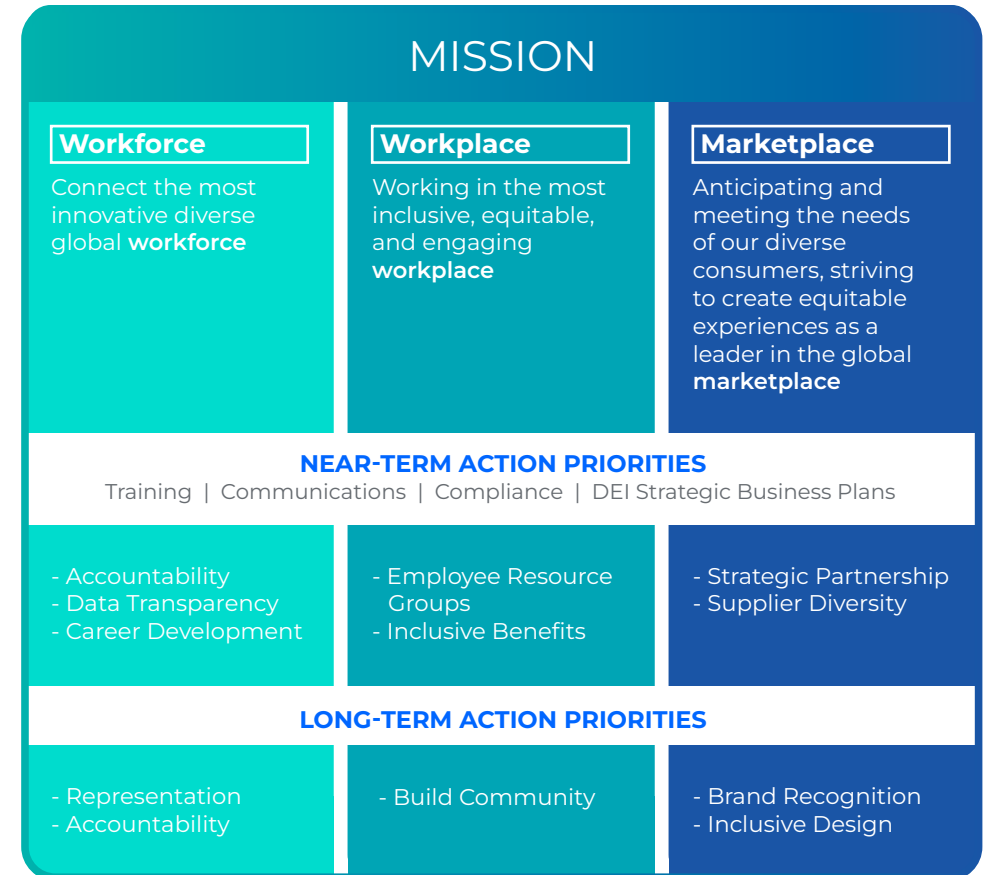 MISSION
Workforce
Connect the most
innovative diverse
global workforce
Workplace
Working in the most
inclusive, equitable,
and engaging
workplace
Marketplace
Anticipating and
meeting the needs
of our diverse
consumers, striving
to create equitable
experiences as a
leader in the global
marketplace
NEAR-TERM ACTION PRIORITIES
Training | Communications | Compliance | DEI Strategic Business Plans
- Accountability
- Data Transparency
- Career Development
- Employee Resource
Groups
- Inclusive Benefits
- Strategic Partnership
- Supplier Diversity
LONG-TERM ACTION PRIORITIES
- Representation
- Accountability
- Build Community
- Brand Recognition
- Inclusive Design